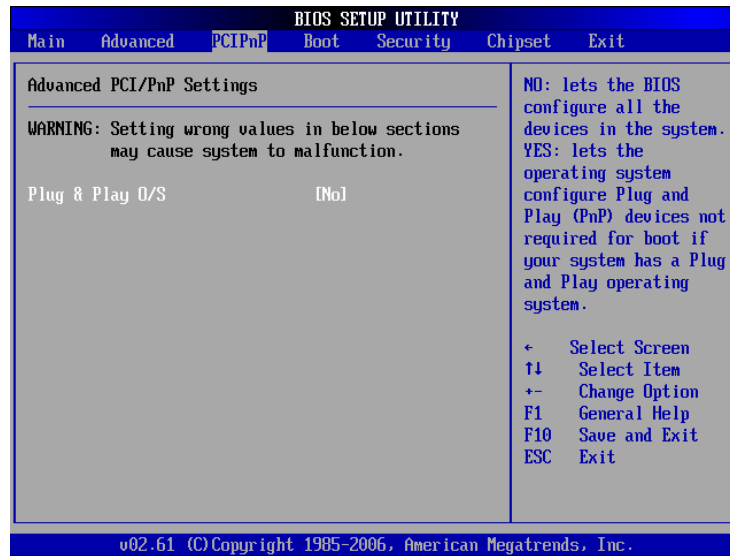 BIOS SETUP UTILITY
Main Advanced PCIPnP Boot Security Chipset Exit
Advanced PCI/PnP Settings
WARNING: Setting wrong values in below sections
may cause system to malfunction.
Plug & Play O/S [No]
NO: lets the BIOS
configure all the
devices in the system.
YES: lets the
operating system
configure Plug and
Play (PnP) devices not
required for boot if
your system has a Plug
and Play operating
system.
← Select Screen
↑↓ Select Item
+- Change Option
F1 General Help
F10 Save and Exit
ESC Exit
v02.61 (C)Copyright 1985-2006, American Megatrends, Inc.